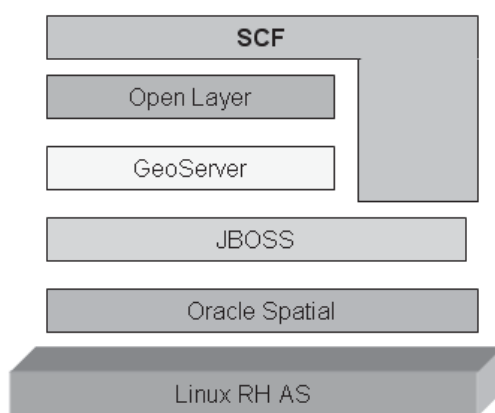 SCF
Open Layer
GeoServer
JBOSS
Oracle Spatial
Linux RH AS